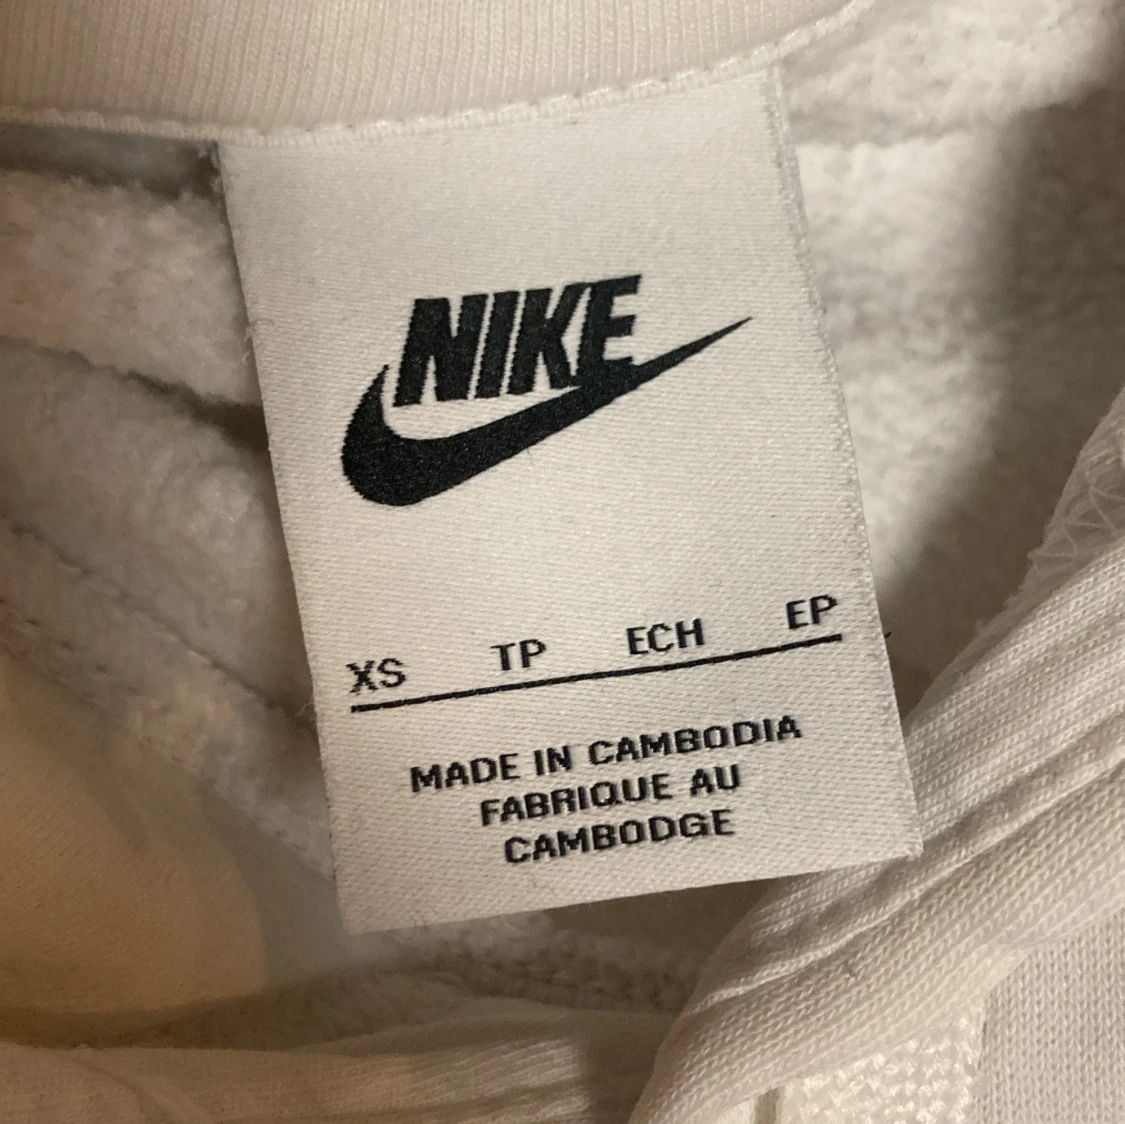 NIKE
XS TP ECH EP
MADE IN CAMBODIA
FABRIQUE AU
CAMBODGE